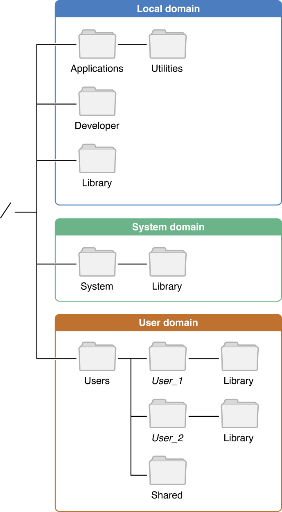 Local domain
Applications Utilities
Developer
Library
/
System domain
System Library
User domain
Users User_1 Library
User_2 Library
Shared